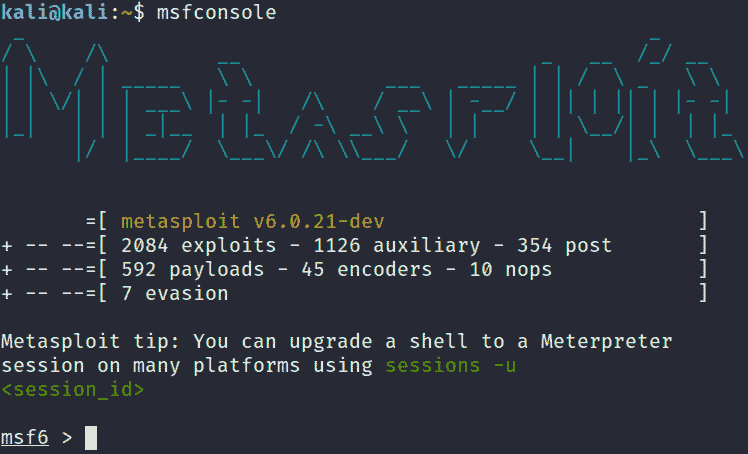 kali@kali:~$ msfconsole
Metasploit
=[ metasploit v6.0.21-dev ]
+ -- --=[ 2084 exploits - 1126 auxiliary - 354 post ]
+ -- --=[ 592 payloads - 45 encoders - 10 nops ]
+ -- --=[ 7 evasion ]
Metasploit tip: You can upgrade a shell to a Meterpreter
session on many platforms using sessions -u
<session_id>
msf6 >